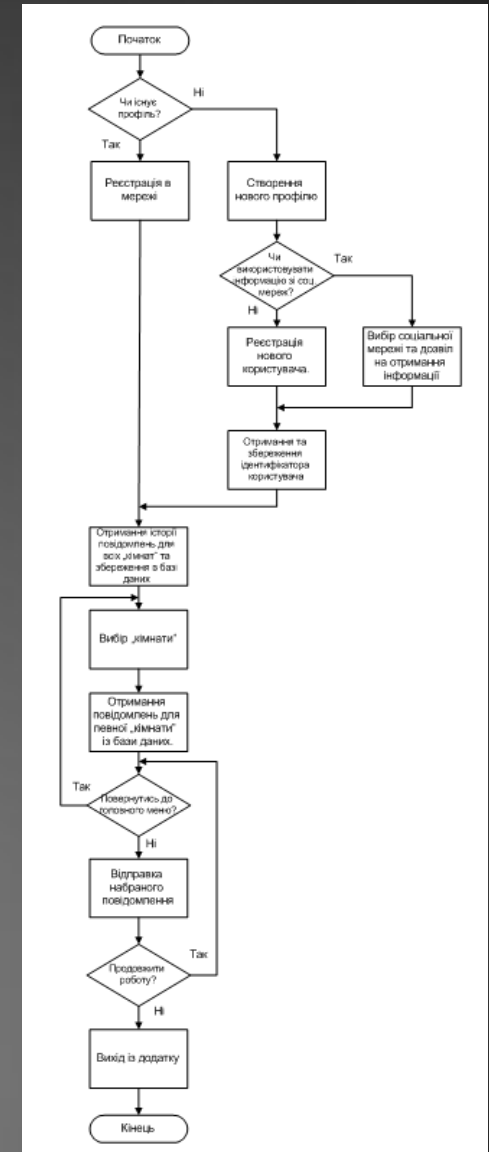 Початок
Чи існує
профіль?
Ні
Так
Реєстрація в
мережі
Створення
нового профілю
Чи
використовувати
інформацію зі соц.
мереж?
Так
Ні
Реєстрація
нового
користувача.
Вибір соціальної
мережі та дозвіл
на отримання
інформації
Отримання та
збереження
ідентифікатора
користувача
Отримання історії
повідомлень для
всіх „кімнат“ та
збереження в базі
даних
Вибір „кімнати“
Отримання
повідомлень для
певної „кімнати“
із бази даних.
Так
Повернутись до
головного меню?
Ні
Відправка
набраного
повідомлення
Так
Продовжити
роботу?
Ні
Вихід із додатку
Кінець